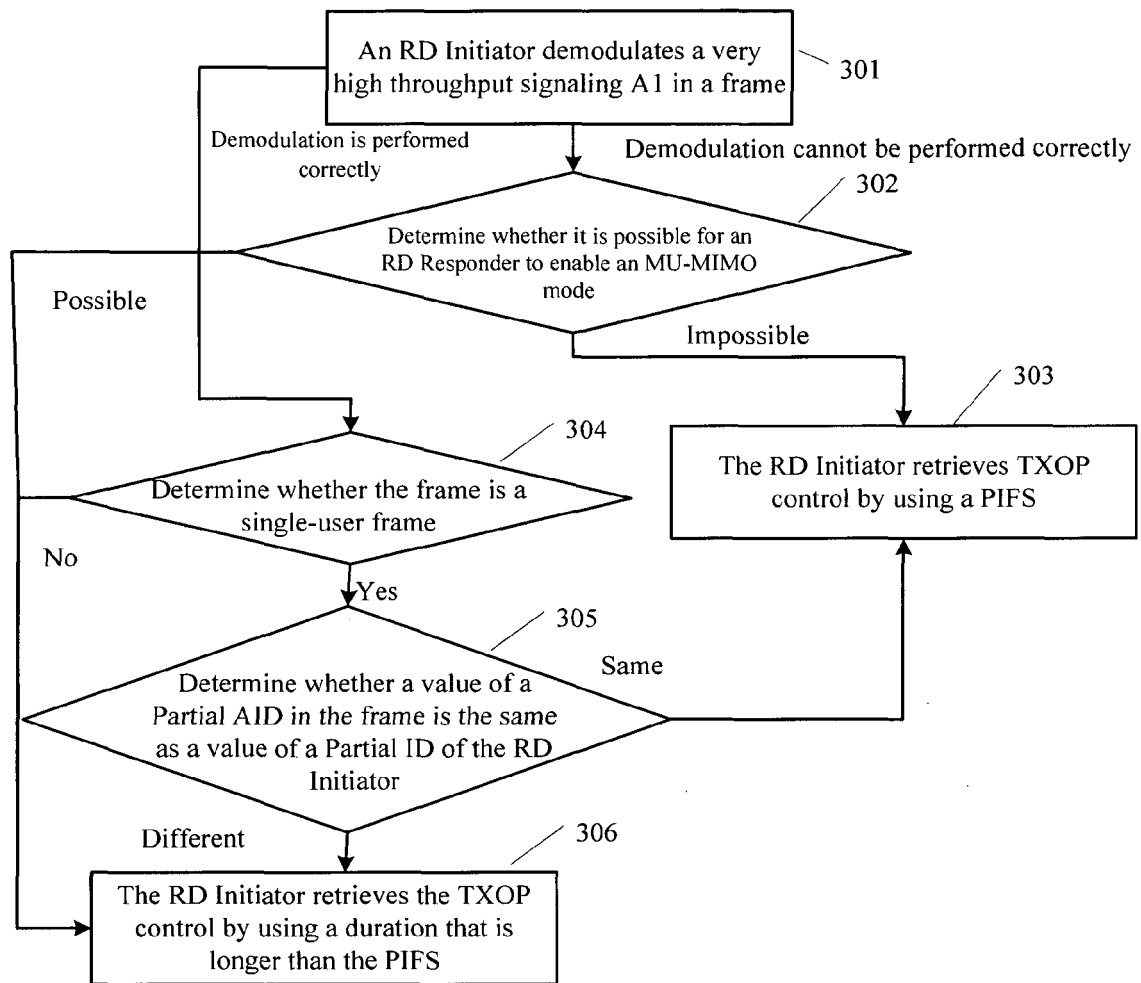 An RD Initiator demodulates a very
high throughput signaling A1 in a frame
301
Demodulation is performed
correctly
Demodulation cannot be performed correctly
302
Determine whether it is possible for an
RD Responder to enable an MU-MIMO
mode
Possible
Impossible
303
The RD Initiator retrieves TXOP
control by using a PIFS
304
Determine whether the frame is a
single-user frame
No
Yes
305
Same
Determine whether a value of a
Partial AID in the frame is the same
as a value of a Partial ID of the RD
Initiator
Different
306
The RD Initiator retrieves the TXOP
control by using a duration that is
longer than the PIFS